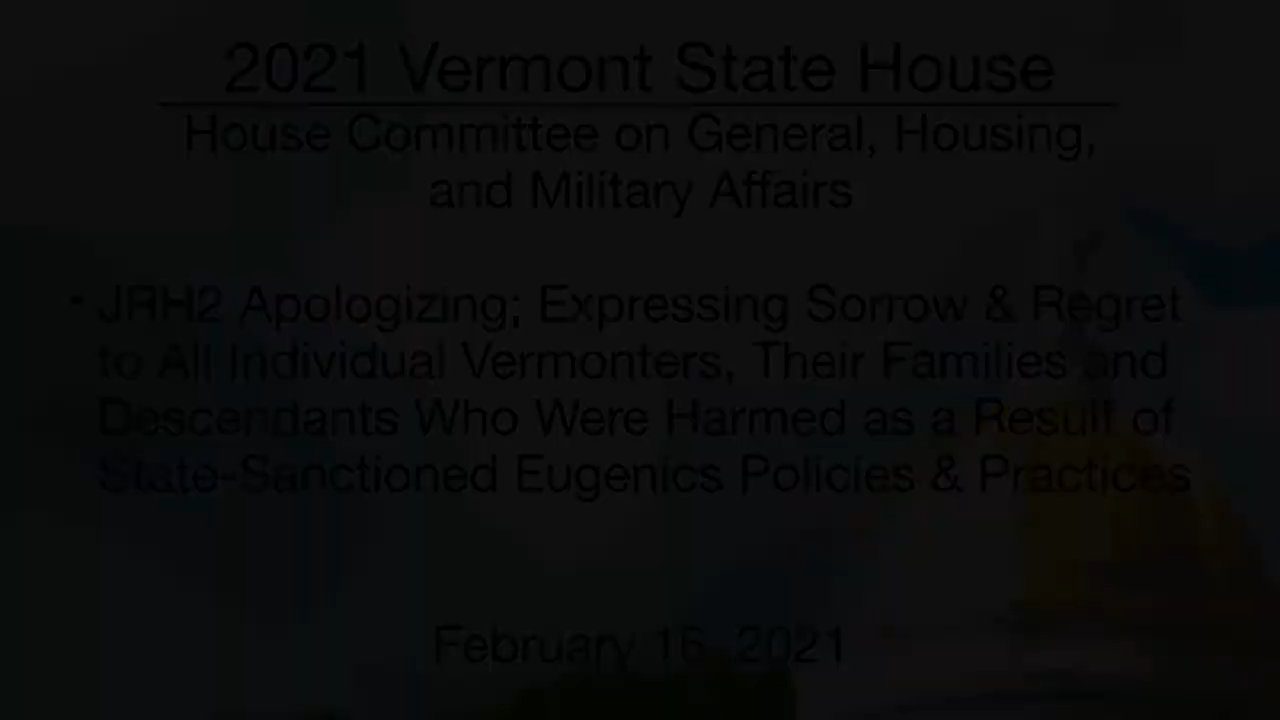 2021 Vermont State House
House Committee on General, Housing,
and Military Affairs
• JRH2 Apologizing; Expressing Sorrow & Regret
to All Individual Vermonters, Their Families and
Descendants Who Were Harmed as a Result of
State-Sanctioned Eugenics Policies & Practices
February 16, 2021